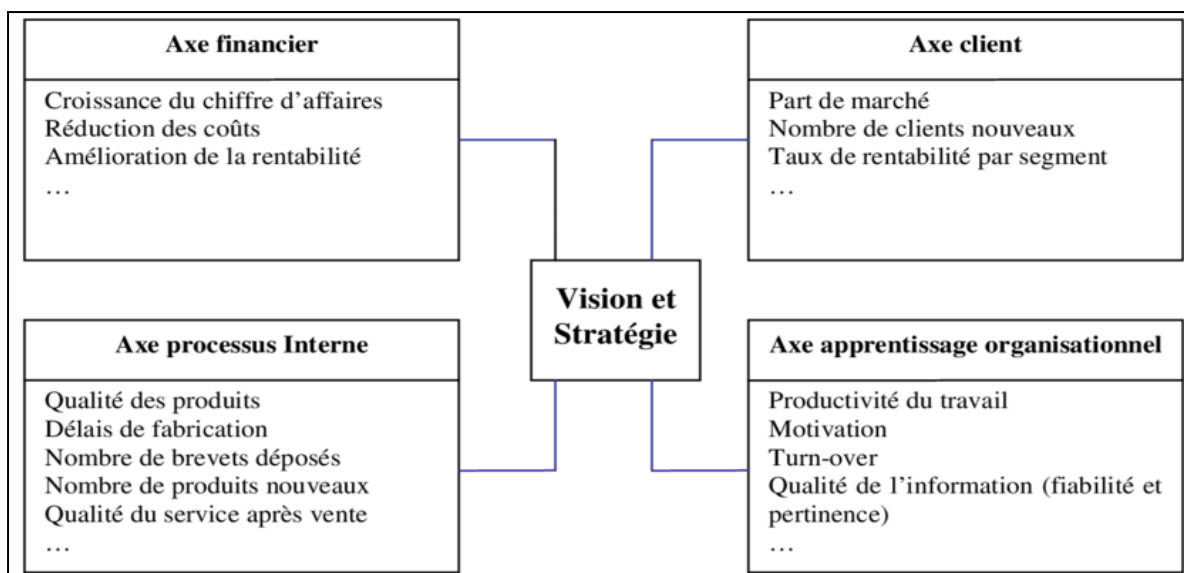 Axe financier
Croissance du chiffre d’affaires
Réduction des coûts
Amélioration de la rentabilité
…
Axe client
Part de marché
Nombre de clients nouveaux
Taux de rentabilité par segment
…
Vision et
Stratégie
Axe processus Interne
Qualité des produits
Délais de fabrication
Nombre de brevets déposés
Nombre de produits nouveaux
Qualité du service après vente
…
Axe apprentissage organisationnel
Productivité du travail
Motivation
Turn-over
Qualité de l’information (fiabilité et
pertinence)
…